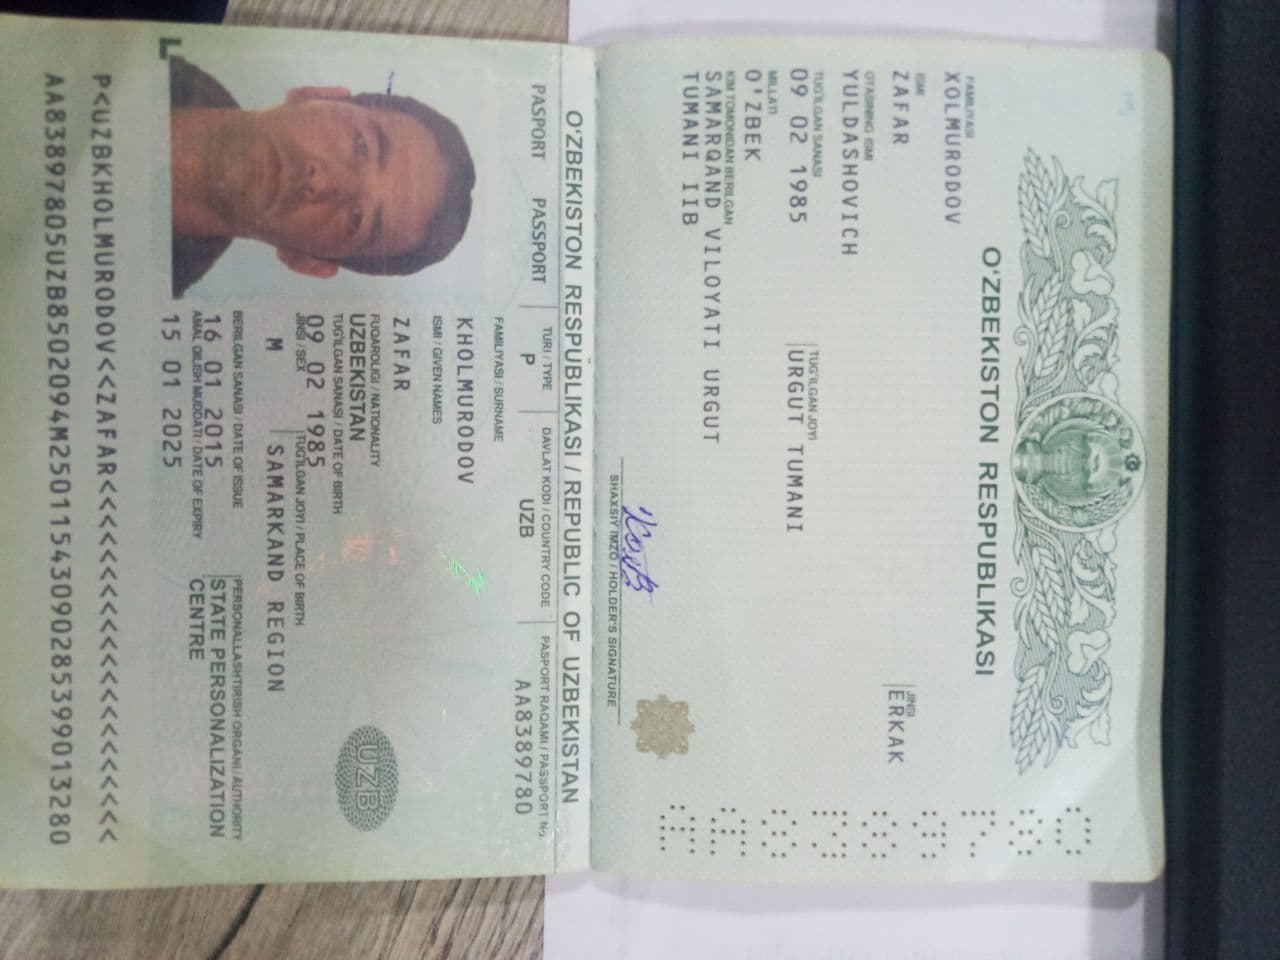 O'ZBEKISTON RESPUBLIKASI
FAMILIYASI
XOLMURODOV
ISMI
ZAFAR
JINSI
ERKAK
OTASINING ISMI
YULDASHOVICH
TUG'ILGAN SANASI
09 02 1985
TUG'ILGAN JOYI
URGUT TUMANI
MILLATI
O'ZBEK
KIM TOMONIDAN BERILGAN
SAMARQAND VILOYATI URGUT
TUMANI IIB
SHAXSIY IMZO / HOLDER'S SIGNATURE
AA8389780
O'ZBEKISTON RESPUBLIKASI / REPUBLIC OF UZBEKISTAN
PASPORT PASSPORT
TURI / TYPE
P
DAVLAT KODI / COUNTRY CODE
UZB
PASPORT RAQAMI / PASSPORT No.
AA8389780
FAMILIYASI / SURNAME
KHOLMURODOV
ISMI / GIVEN NAMES
ZAFAR
FUQAROLIGI / NATIONALITY
UZBEKISTAN
TUG'ILGAN SANASI / DATE OF BIRTH
09 02 1985
JINSI / SEX
M
TUG'ILGAN JOYI / PLACE OF BIRTH
SAMARKAND REGION
BERILGAN SANASI / DATE OF ISSUE
16 01 2015
PERSONALLASHTIRISH ORGANI / AUTHORITY
STATE PERSONALIZATION
CENTRE
AMAL QILISH MUDDATI / DATE OF EXPIRY
15 01 2025
UZB
P<UZBKHOLMURODOV<<ZAFAR<<<<<<<<<<<<<<<<<<<<<
AA83897805UZB8502094M25011543090285399013280